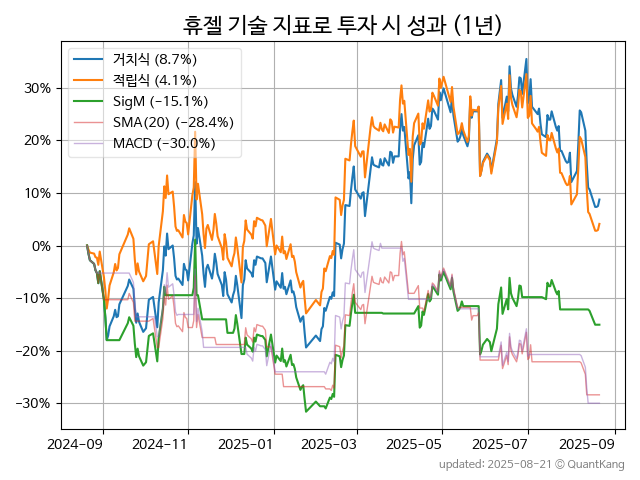 휴젤 기술 지표로 투자 시 성과 (1년)
거치식 (8.7%)
적립식 (4.1%)
SigM (−15.1%)
SMA(20) (−28.4%)
MACD (−30.0%)
30%
20%
10%
0%
−10%
−20%
−30%
2024-09 2024-11 2025-01 2025-03 2025-05 2025-07 2025-09
updated: 2025-08-21 © QuantKang